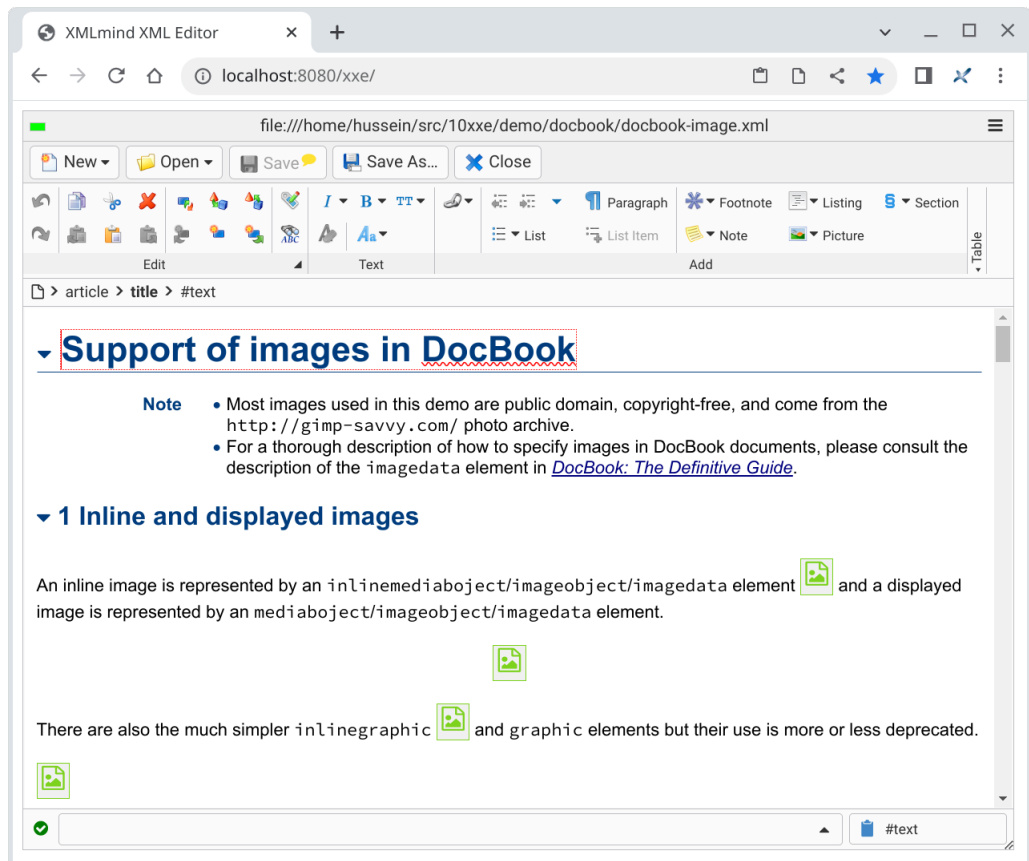 XMLmind XML Editor
localhost:8080/xxe/
file:///home/hussein/src/10xxe/demo/docbook/docbook-image.xml
New Open Save Save As... Close
I B TT Paragraph Footnote Listing § Section
ABC Aa List List Item Note Picture
Table
Edit Text Add
article > title > #text
Support of images in DocBook
Note • Most images used in this demo are public domain, copyright-free, and come from the
http://gimp-savvy.com/ photo archive.
• For a thorough description of how to specify images in DocBook documents, please consult the
description of the imagedata element in DocBook: The Definitive Guide.
1 Inline and displayed images
An inline image is represented by an inlinemediaboject/imageobject/imagedata element and a displayed
image is represented by an mediaboject/imageobject/imagedata element.
There are also the much simpler inlinegraphic and graphic elements but their use is more or less deprecated.
#text